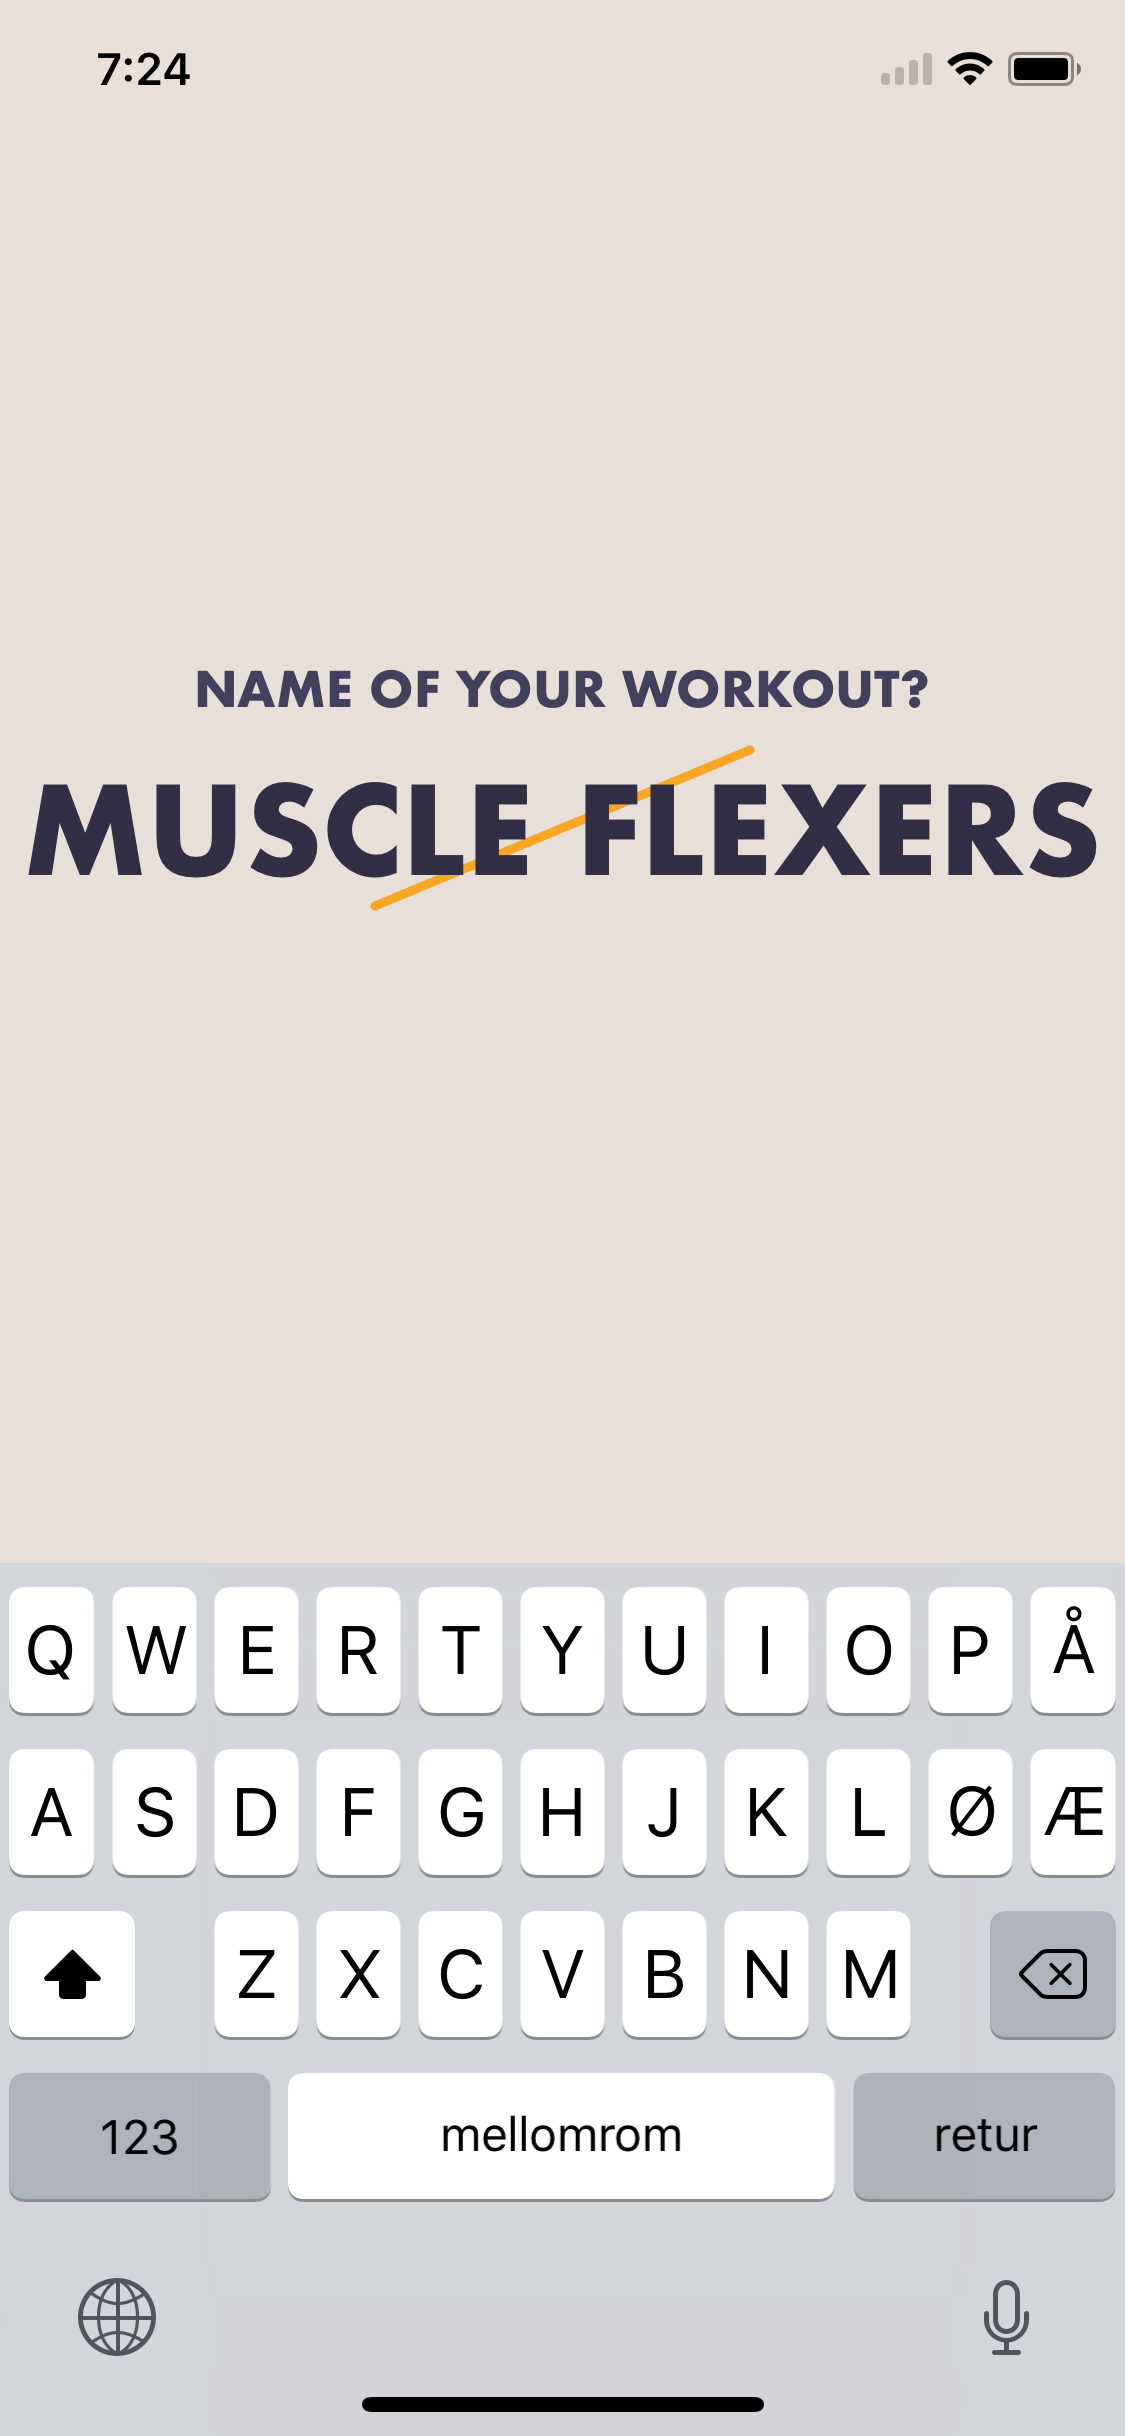 7:24
NAME OF YOUR WORKOUT?
MUSCLE FLEXERS
Q W E R T Y U I O P Å
A S D F G H J K L Ø Æ
Z X C V B N M
123 mellomrom retur